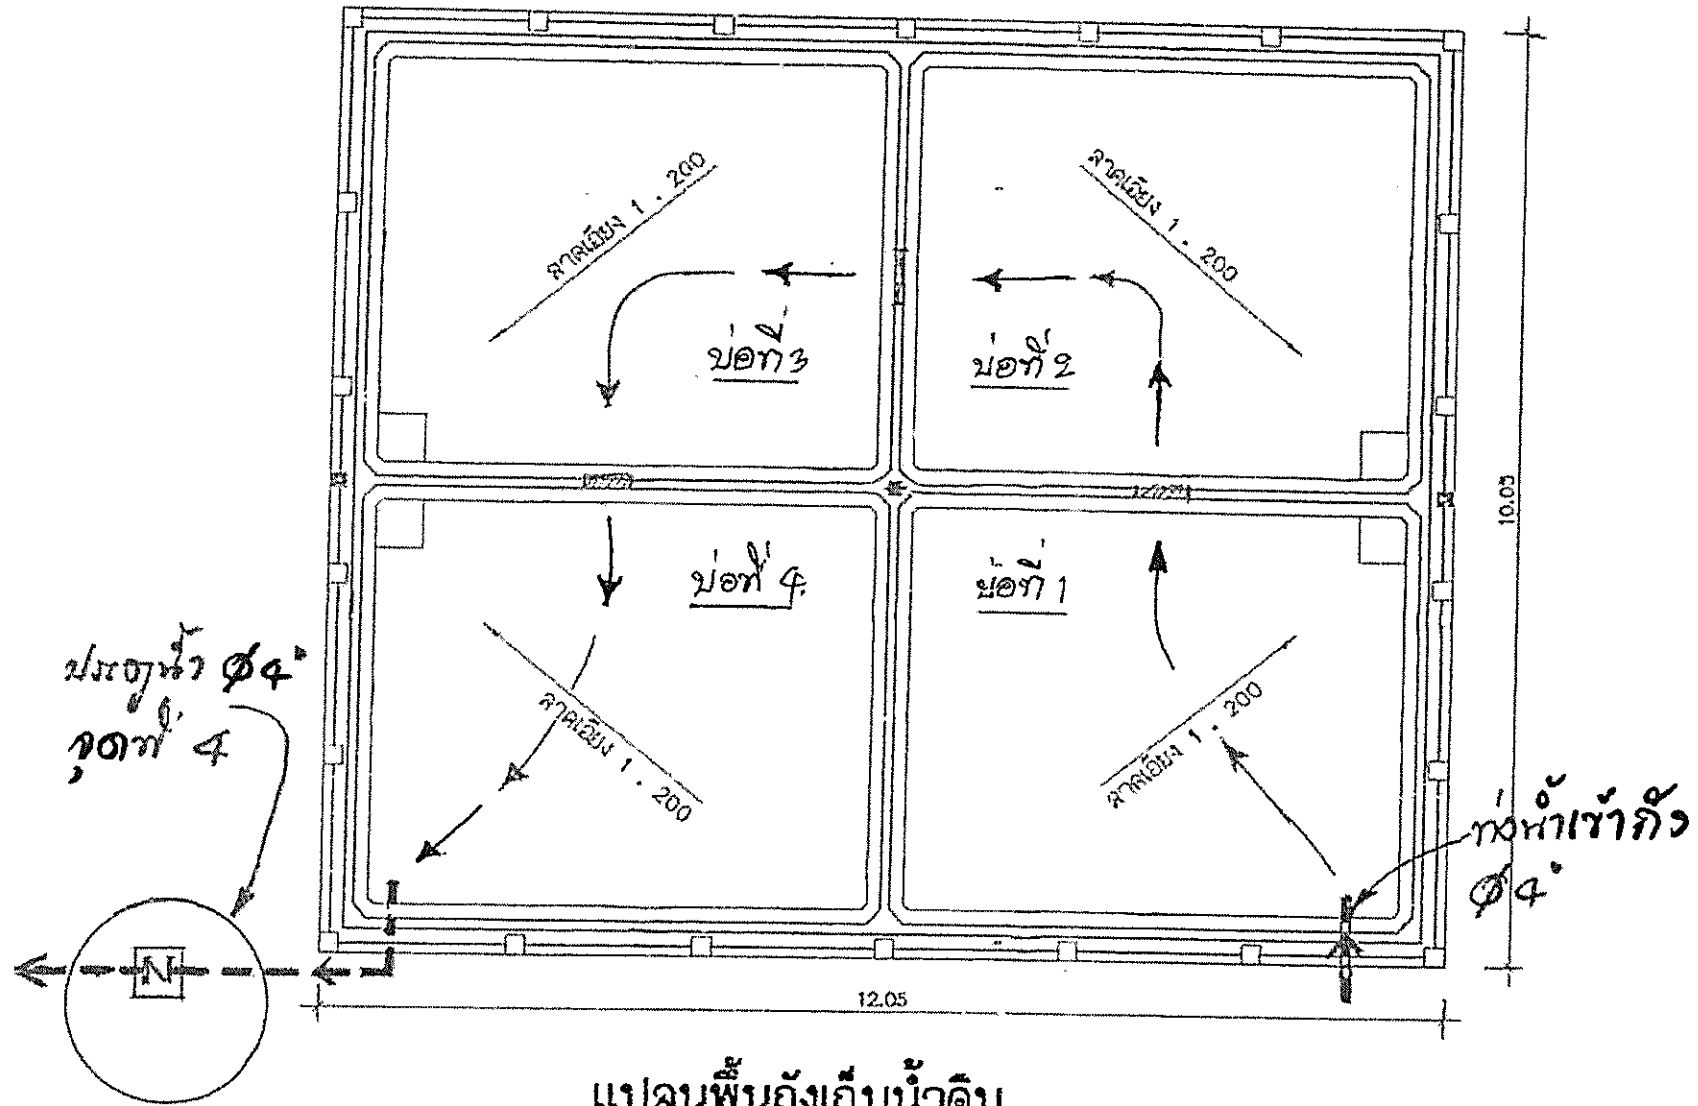 ลาดเอียง 1 . 200
ลาดเอียง 1 . 200
บ่อที่ 3
บ่อที่ 2
10.05
บ่อที่ 4
บ่อที่ 1
ประตูน้ำ Ø4"
จุดที่ 4
ลาดเอียง 1 . 200
ลาดเอียง 1 : 200
ท่อน้ำเข้าถัง
Ø4"
N
12.05
แปลนพื้นถังเก็บน้ำดิบ